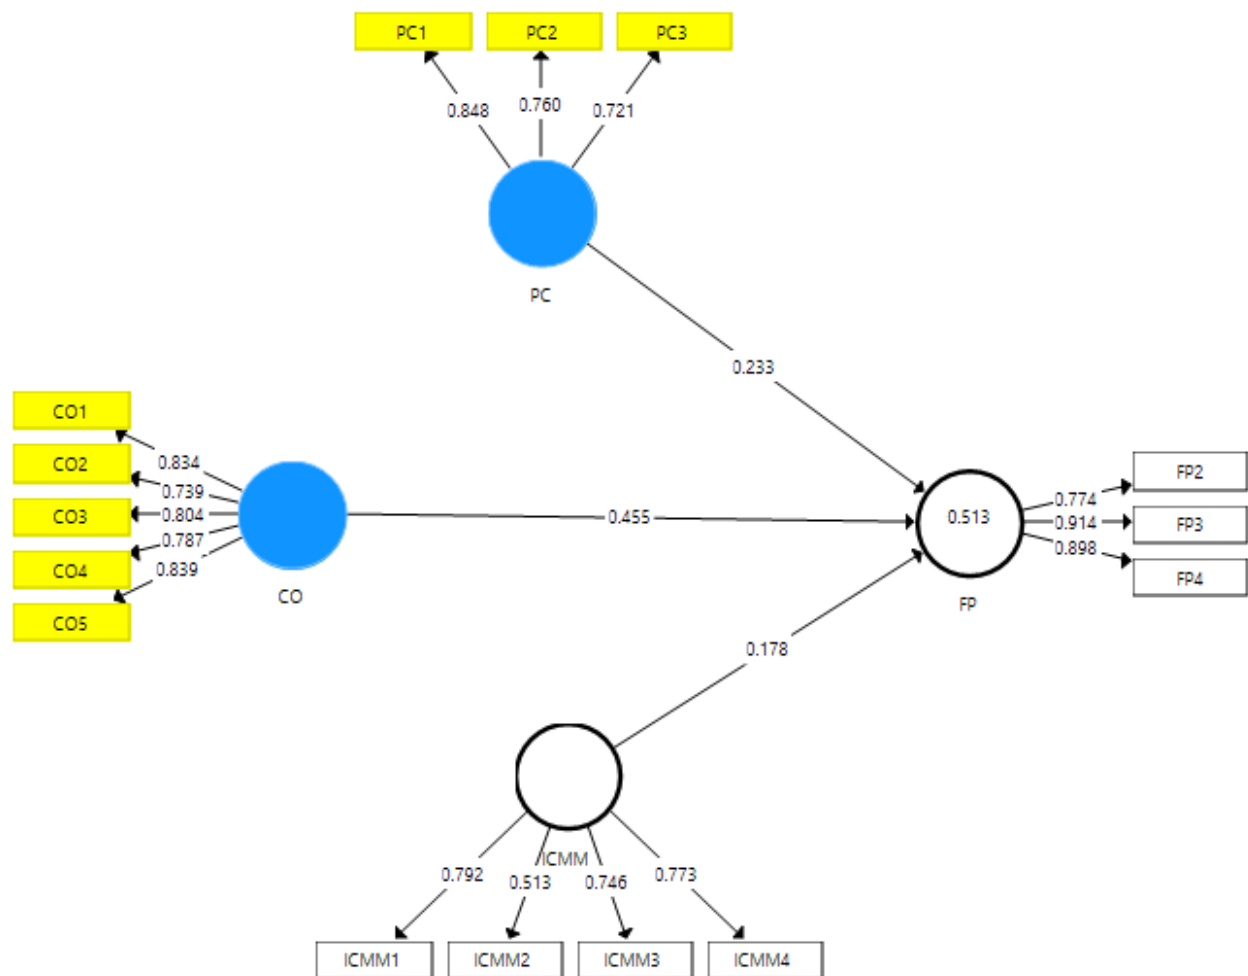 PC1 PC2 PC3
0.848 0.760 0.721
PC
0.233
CO1
CO2
CO3
CO4
CO5
0.834
0.739
0.804
0.787
0.839
CO
0.455
0.513
FP
0.774
0.914
0.898
FP2
FP3
FP4
0.178
ICMM
0.792 0.513 0.746 0.773
ICMM1 ICMM2 ICMM3 ICMM4